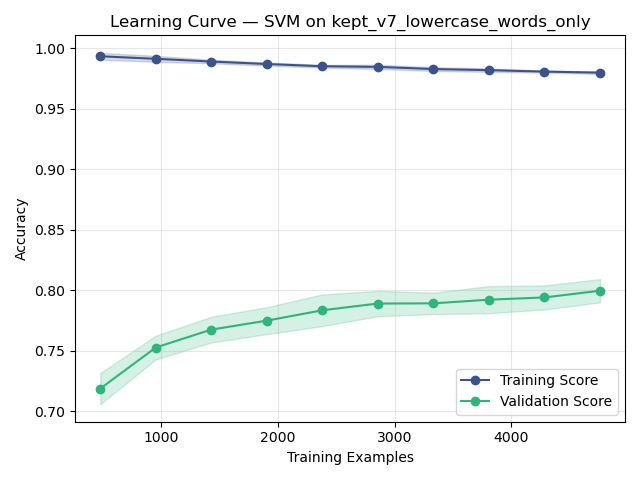 Learning Curve — SVM on kept_v7_lowercase_words_only
1.00
0.95
0.90
0.85
0.80
0.75
0.70
Accuracy
1000
2000
3000
4000
Training Examples
Training Score
Validation Score